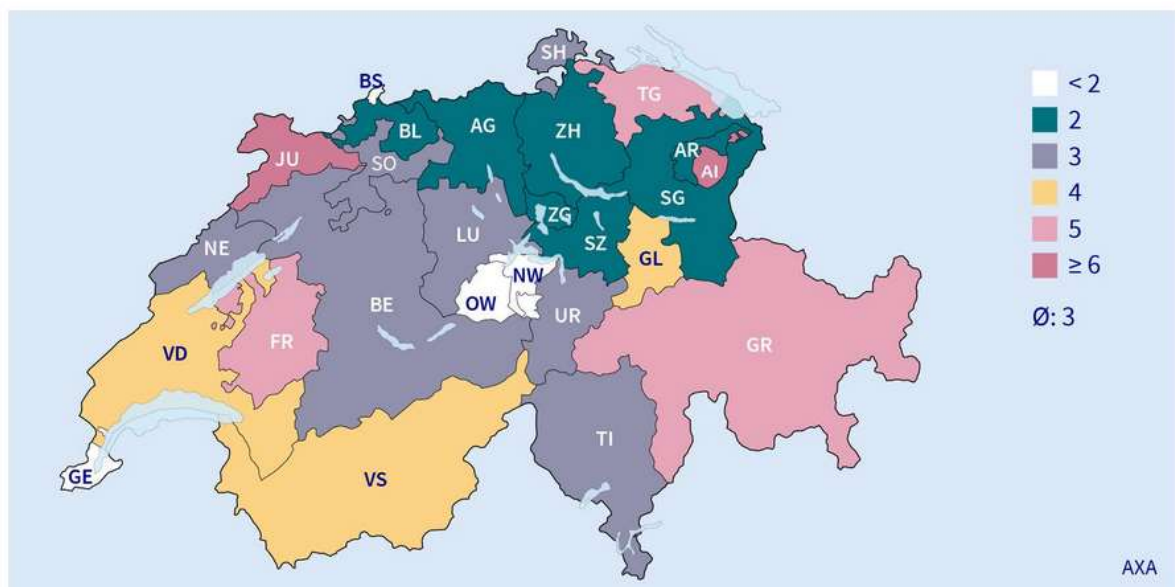 SH
BS
TG
BL
AG
ZH
AR
JU
SO
AI
SG
ZG
LU
SZ
NE
GL
NW
OW
BE
UR
FR
GR
VD
TI
GE
VS
< 2
2
3
4
5
≥ 6
Ø: 3
AXA